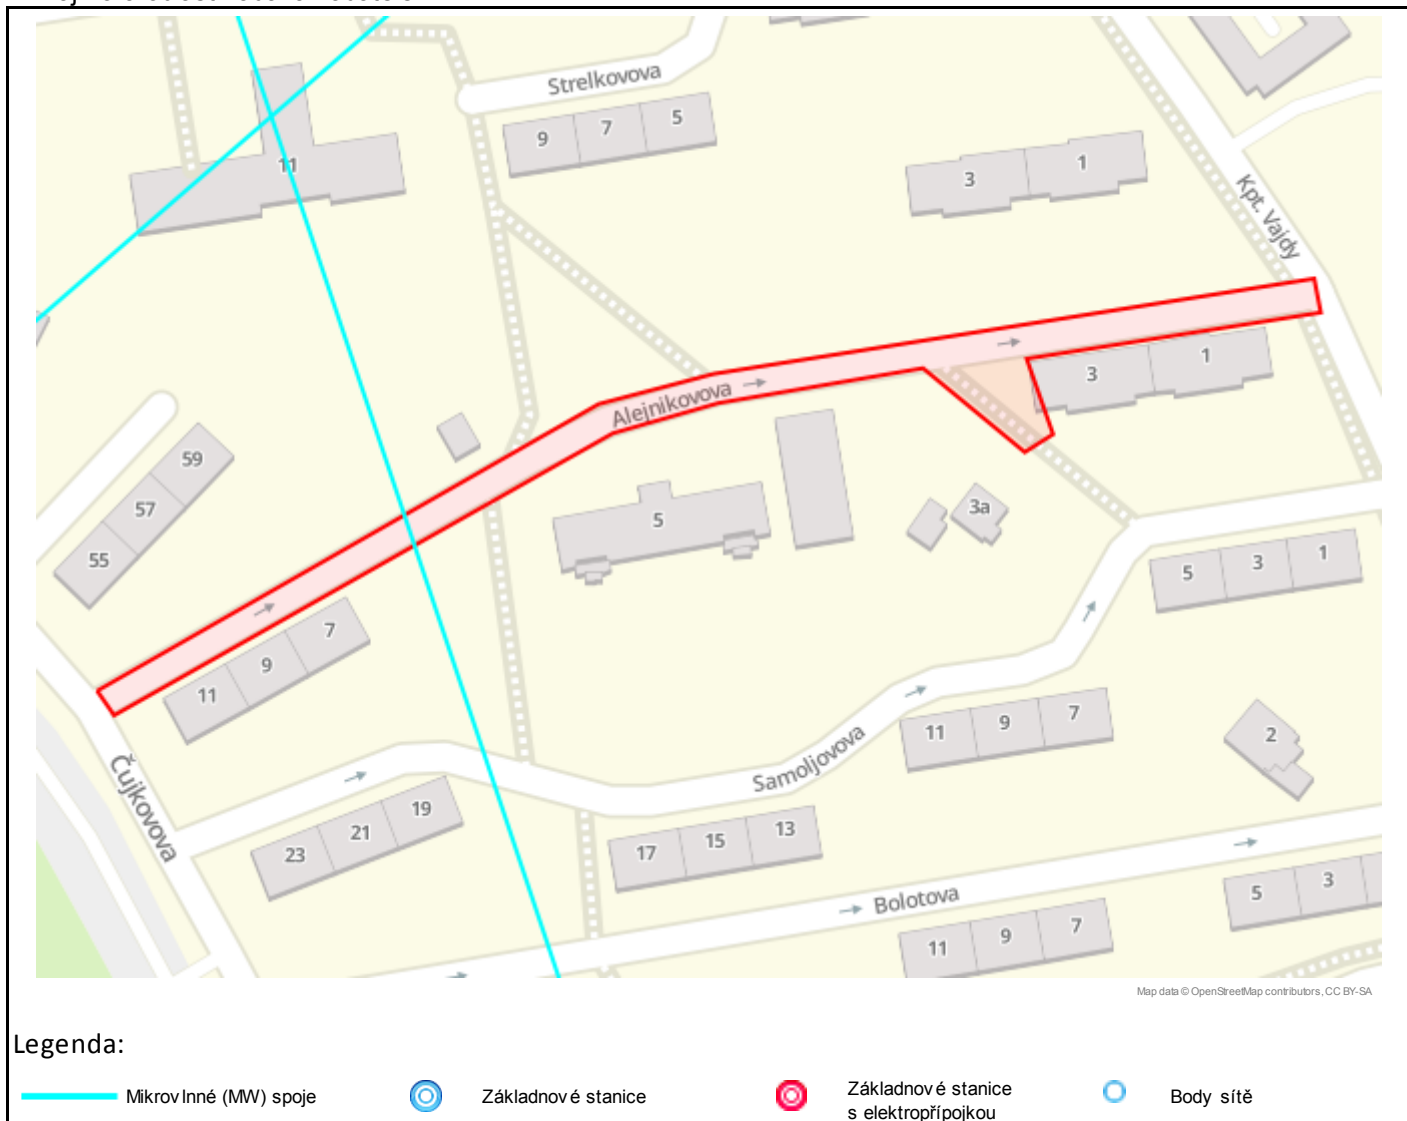 Strelkovova
9 7 5
11
3 1
Kpt. Vajdy
Alejnikovova
3 1
59
57
55
5
3a
5 3 1
11 9 7
11 9 7
2
Čujkovova
Samoljovova
23 21 19
17 15 13
Bolotova
5 3
11 9 7
Map data © OpenStreetMap contributors, CC BY-SA
Legenda:
Mikrovlnné (MW) spoje
Základnové stanice
Základnové stanice
s elektropřípojkou
Body sítě